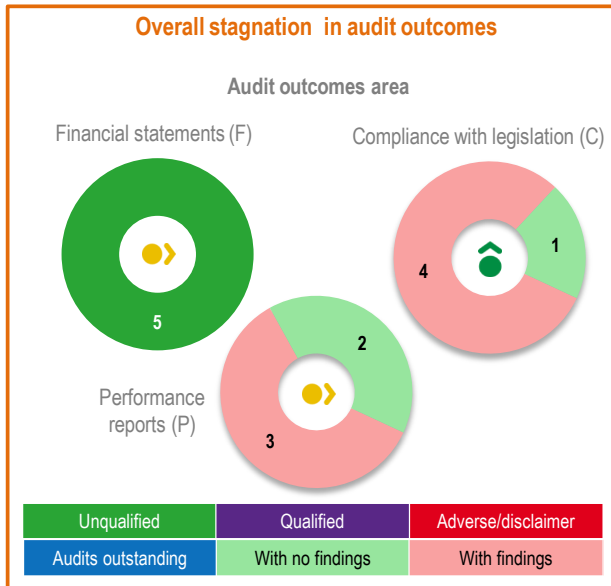 Overall stagnation in audit outcomes
Audit outcomes area
Financial statements (F)
Compliance with legislation (C)
5
4
1
Performance
reports (P)
2
3
Unqualified
Qualified
Adverse/disclaimer
Audits outstanding
With no findings
With findings